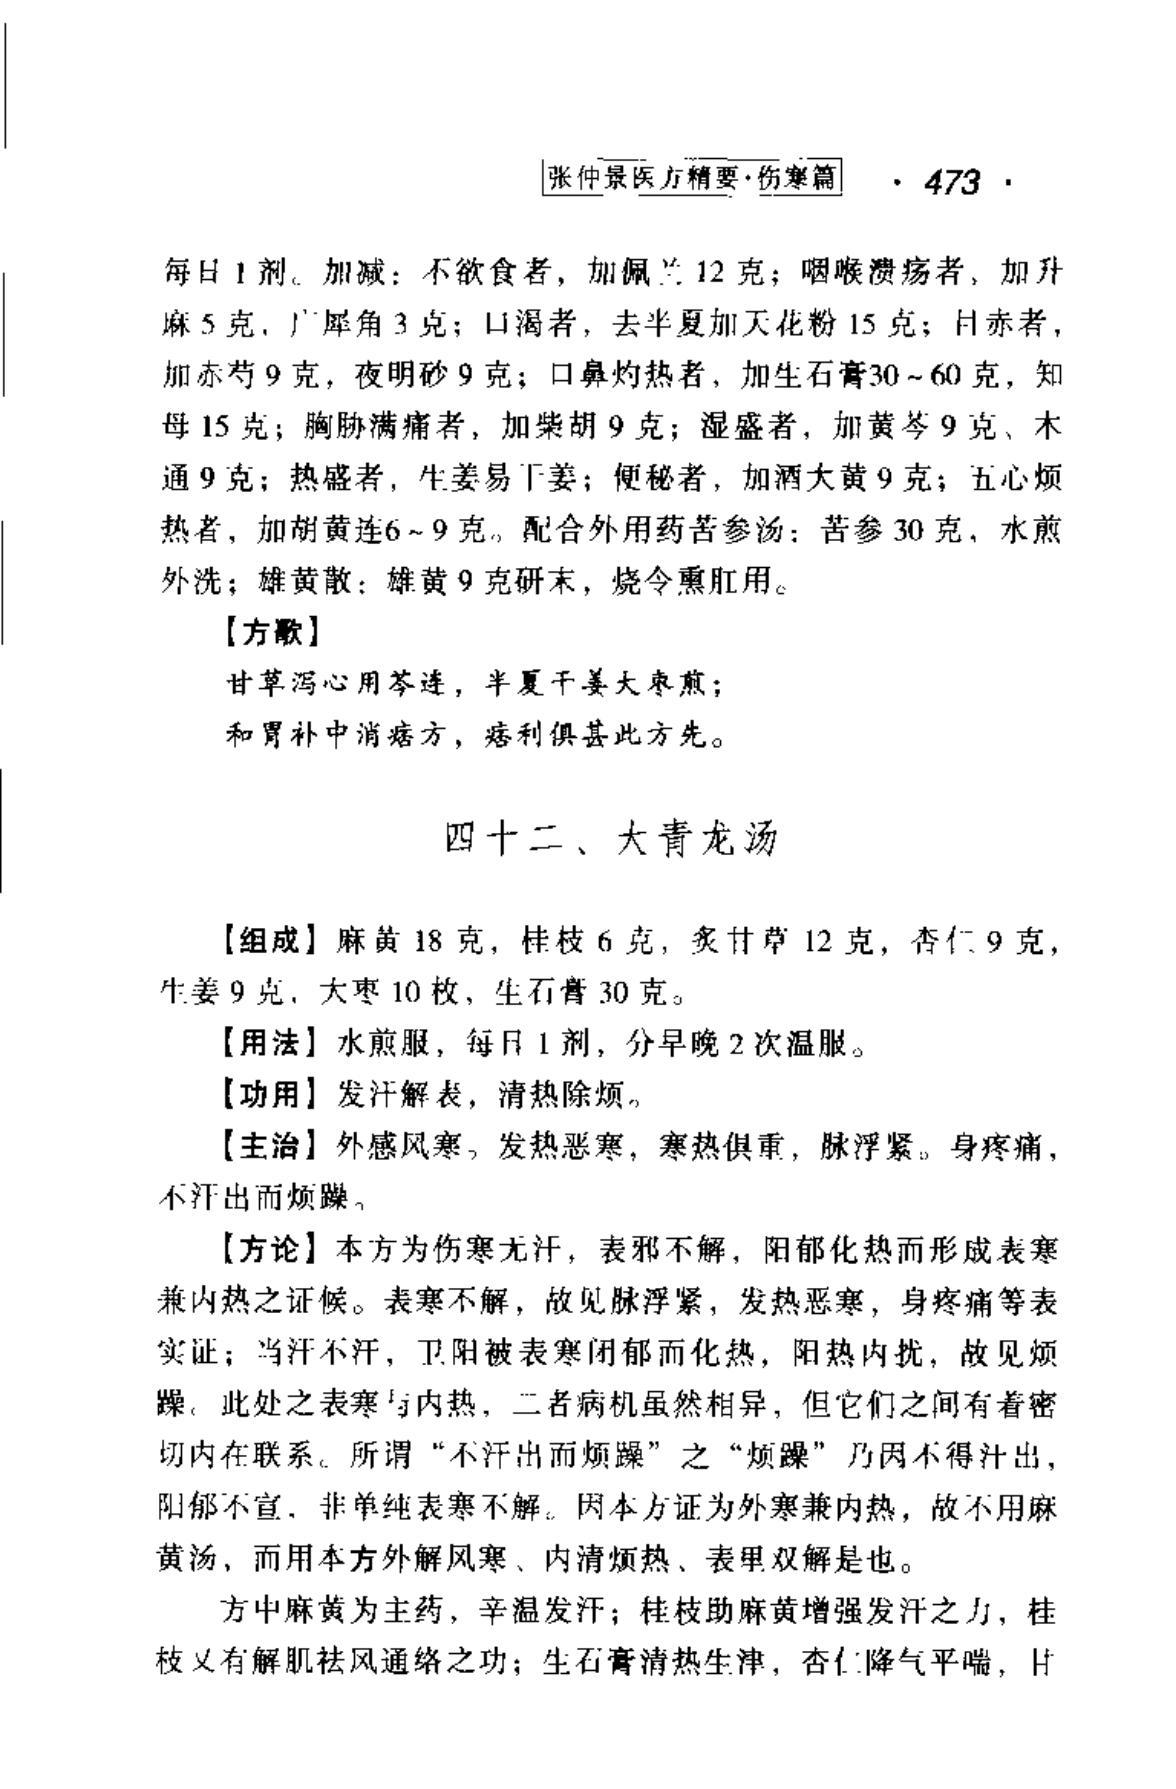 张仲景医方精要·伤寒篇 · 473 ·
每日 1 剂。加减：不欲食者，加佩兰 12 克；咽喉溃疡者，加升
麻 5 克，广犀角 3 克；口渴者，去半夏加天花粉 15 克；目赤者，
加赤芍 9 克，夜明砂 9 克；口鼻灼热者，加生石膏30～60 克，知
母 15 克；胸胁满痛者，加柴胡 9 克；湿盛者，加黄芩 9 克、木
通 9 克；热盛者，生姜易干姜；便秘者，加酒大黄 9 克；五心烦
热者，加胡黄连6～9 克。配合外用药苦参汤：苦参 30 克，水煎
外洗；雄黄散：雄黄 9 克研末，烧令熏肛用。
【方歌】
甘草泻心用芩连，半夏干姜大枣煎；
和胃补中消痞方，痞利俱甚此方先。
四十二、大青龙汤
【组成】麻黄 18 克，桂枝 6 克，炙甘草 12 克，杏仁 9 克，
生姜 9 克，大枣 10 枚，生石膏 30 克。
【用法】水煎服，每日 1 剂，分早晚 2 次温服。
【功用】发汗解表，清热除烦。
【主治】外感风寒。发热恶寒，寒热俱重，脉浮紧。身疼痛，
不汗出而烦躁。
【方论】本方为伤寒无汗，表邪不解，阳郁化热而形成表寒
兼内热之证候。表寒不解，故见脉浮紧，发热恶寒，身疼痛等表
实证；当汗不汗，卫阳被表寒闭郁而化热，阳热内扰，故见烦
躁。此处之表寒与内热，二者病机虽然相异，但它们之间有着密
切内在联系。所谓“不汗出而烦躁”之“烦躁”乃因不得汗出，
阳郁不宣，非单纯表寒不解。因本方证为外寒兼内热，故不用麻
黄汤，而用本方外解风寒、内清烦热、表里双解是也。
方中麻黄为主药，辛温发汗；桂枝助麻黄增强发汗之力，桂
枝又有解肌祛风通络之功；生石膏清热生津，杏仁降气平喘，甘